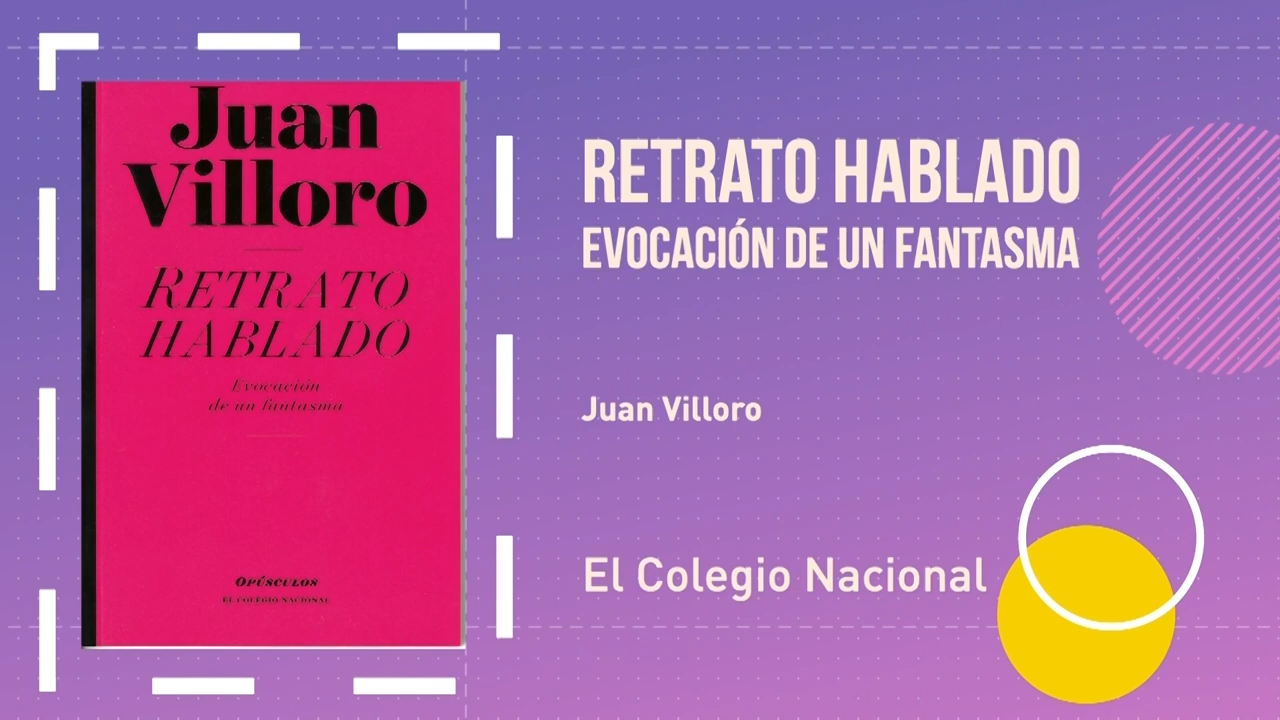 Juan
Villoro
RETRATO
HABLADO
Evocación
de un fantasma
OPÚSCULOS
EL COLEGIO NACIONAL
RETRATO HABLADO
EVOCACIÓN DE UN FANTASMA
Juan Villoro
El Colegio Nacional